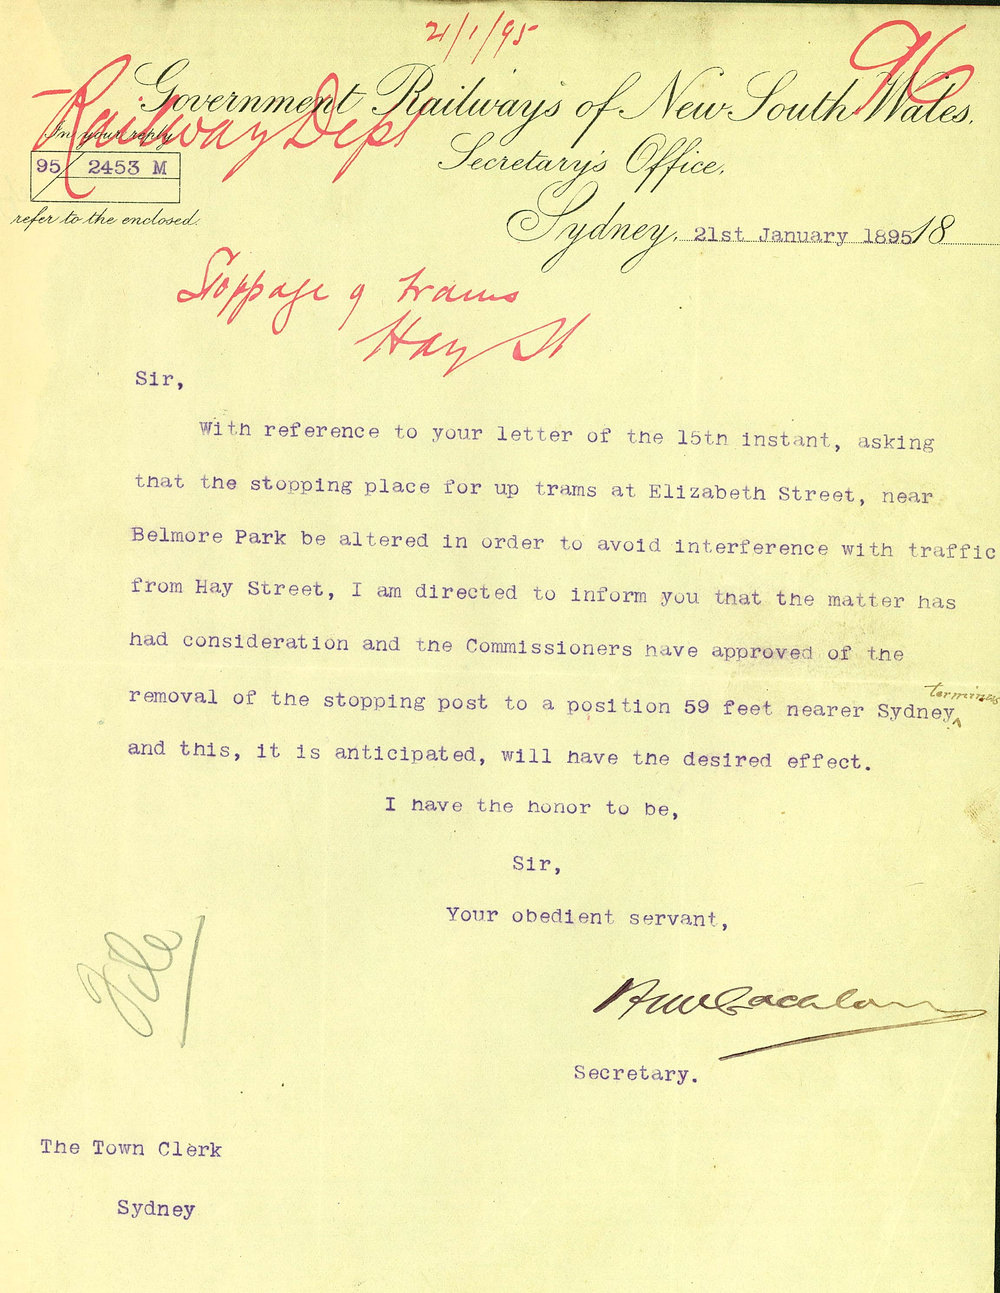 21/1/95
96
Government Railways of New South Wales.
Railway Dept
In your reply
95 / 2453 M
refer to the enclosed.
Secretary's Office,
Sydney, 21st January 1895 18
Stoppage of trams
Hay St
Sir,
With reference to your letter of the 15th instant, asking
that the stopping place for up trams at Elizabeth Street, near
Belmore Park be altered in order to avoid interference with traffic
from Hay Street, I am directed to inform you that the matter has
had consideration and the Commissioners have approved of the
terminus
removal of the stopping post to a position 59 feet nearer Sydney^
and this, it is anticipated, will have the desired effect.
I have the honor to be,
Sir,
Your obedient servant,
File
Secretary.
The Town Clerk
Sydney